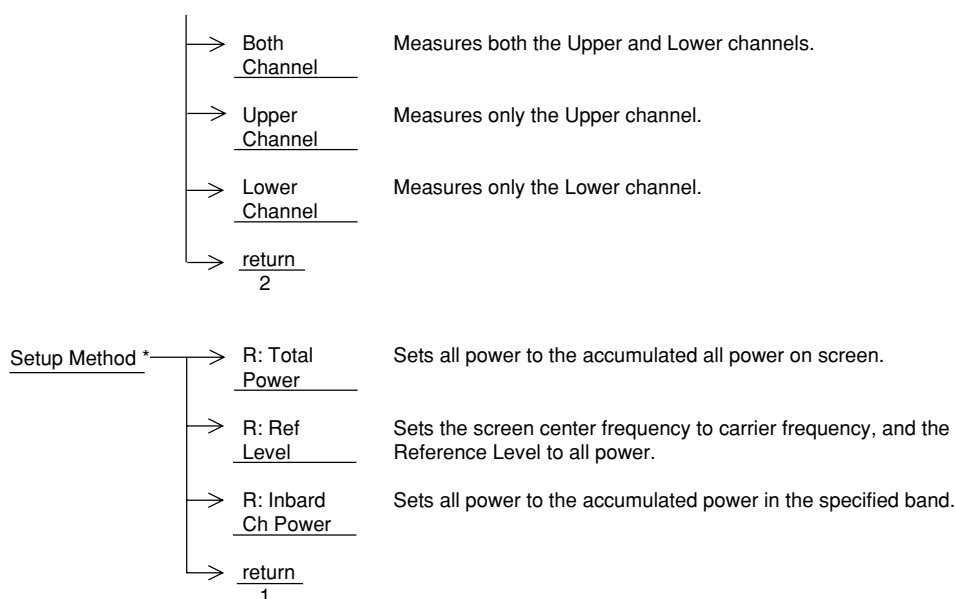 Both Measures both the Upper and Lower channels.
Channel
Upper Measures only the Upper channel.
Channel
Lower Measures only the Lower channel.
Channel
return
2
Setup Method * R: Total Sets all power to the accumulated all power on screen.
Power
R: Ref Sets the screen center frequency to carrier frequency, and the
Level Reference Level to all power.
R: Inbard Sets all power to the accumulated power in the specified band.
Ch Power
return
1